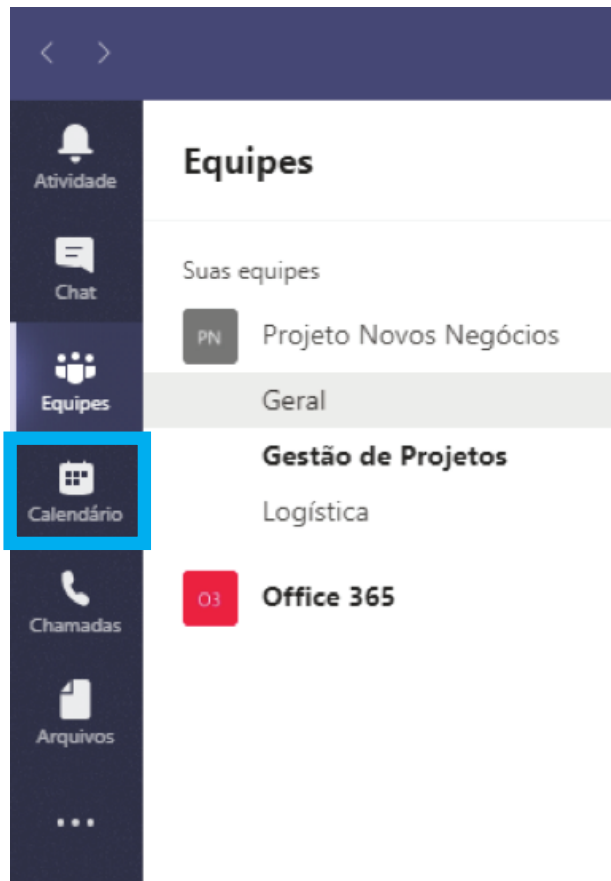 Atividade
Chat
Equipes
Calendário
Chamadas
Arquivos
Equipes
Suas equipes
PN Projeto Novos Negócios
Geral
Gestão de Projetos
Logística
03 Office 365